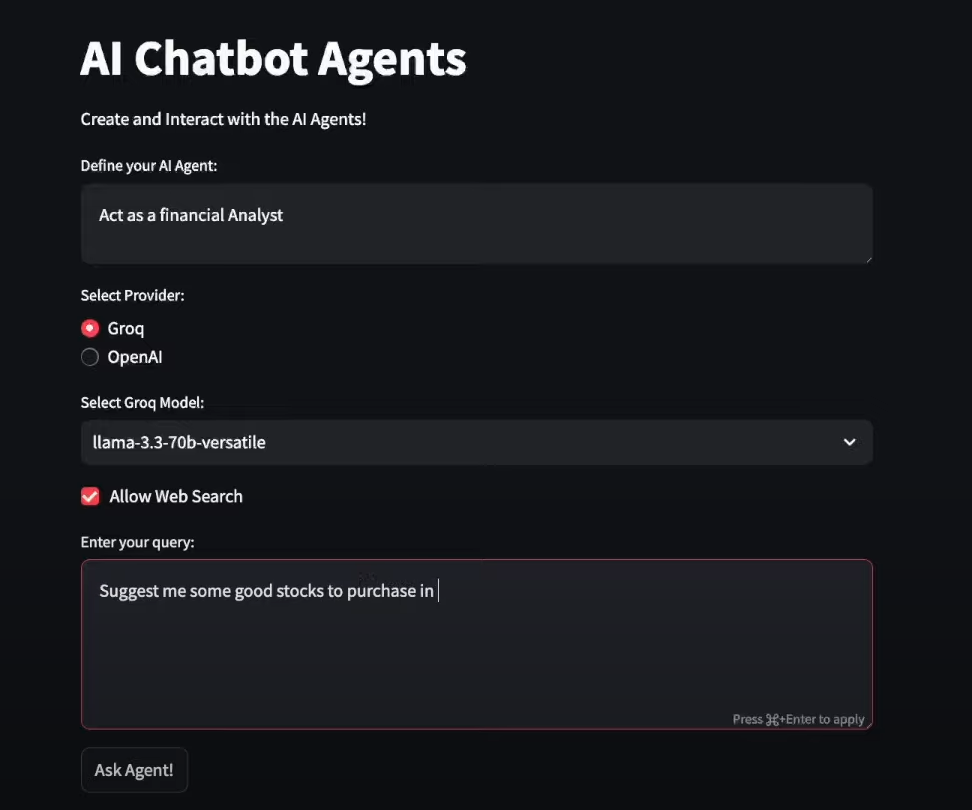 AI Chatbot Agents
Create and Interact with the AI Agents!
Define your AI Agent:
Act as a financial Analyst
Select Provider:
Groq
OpenAI
Select Groq Model:
llama-3.3-70b-versatile
Allow Web Search
Enter your query:
Suggest me some good stocks to purchase in
Press ⌘+Enter to apply
Ask Agent!